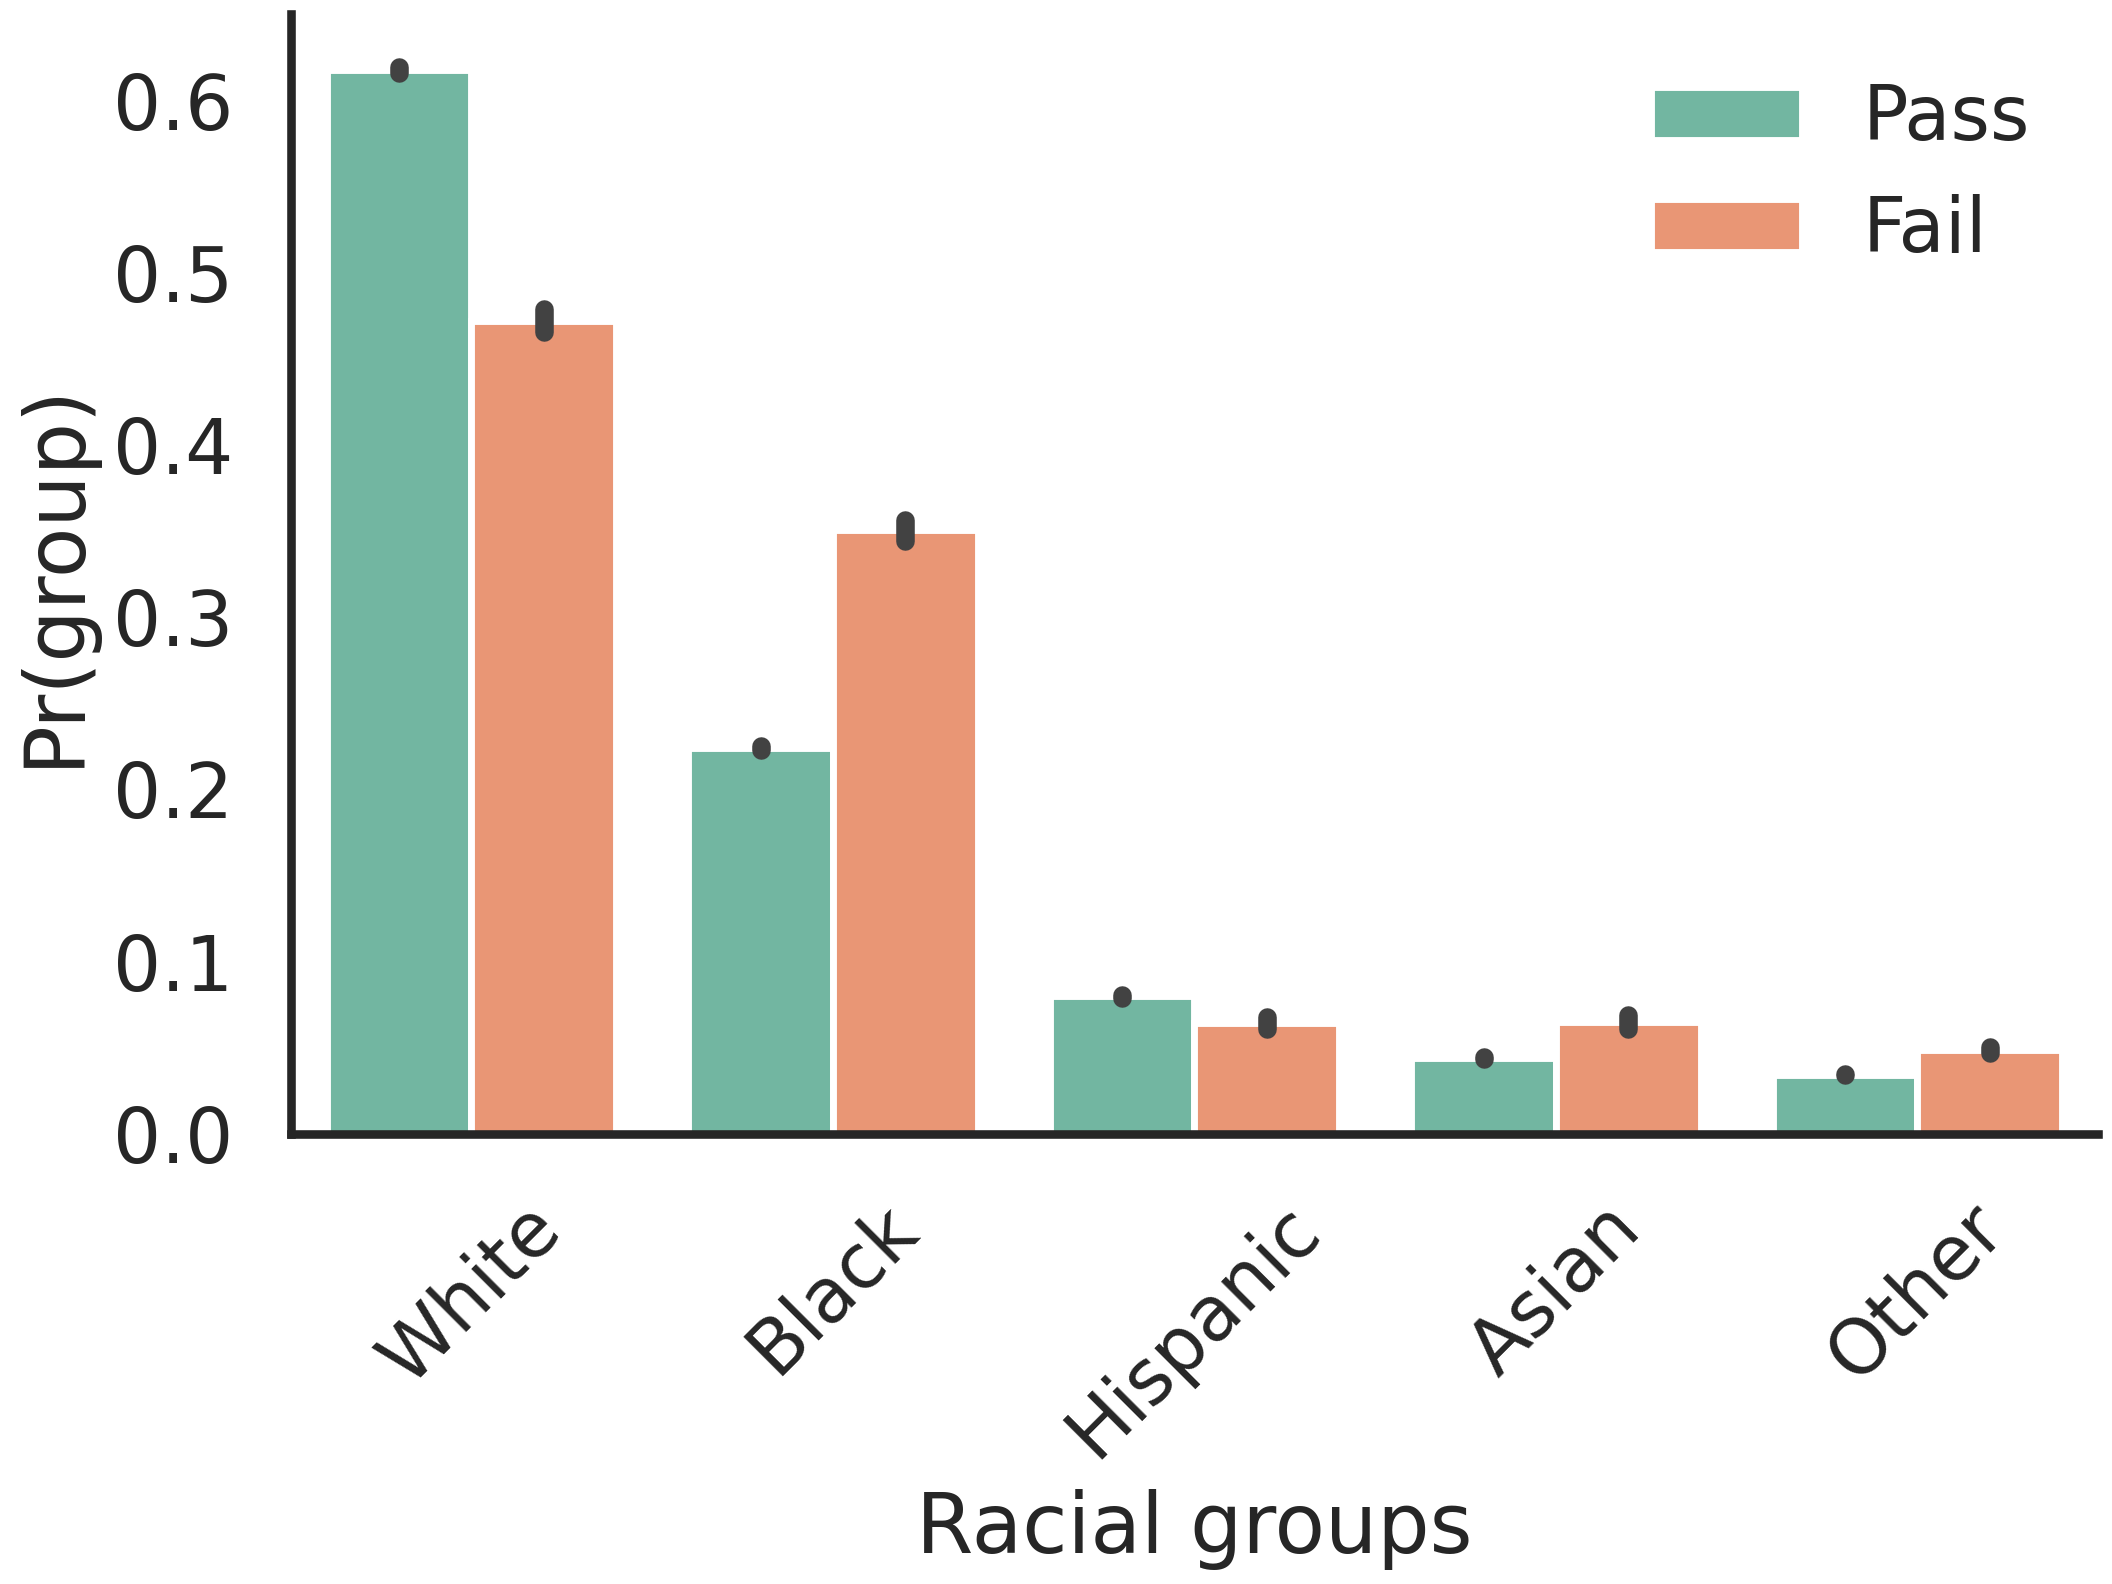 Pass
Fail
Pr(group)
0.6
0.5
0.4
0.3
0.2
0.1
0.0
White
Black
Hispanic
Asian
Other
Racial groups